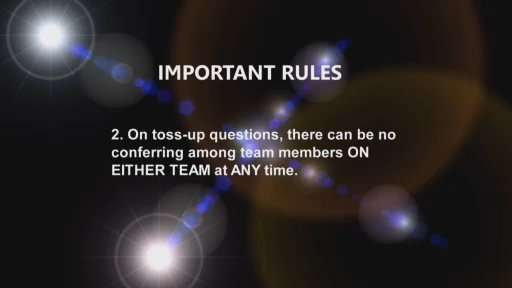 IMPORTANT RULES
2. On toss-up questions, there can be no
conferring among team members ON
EITHER TEAM at ANY time.